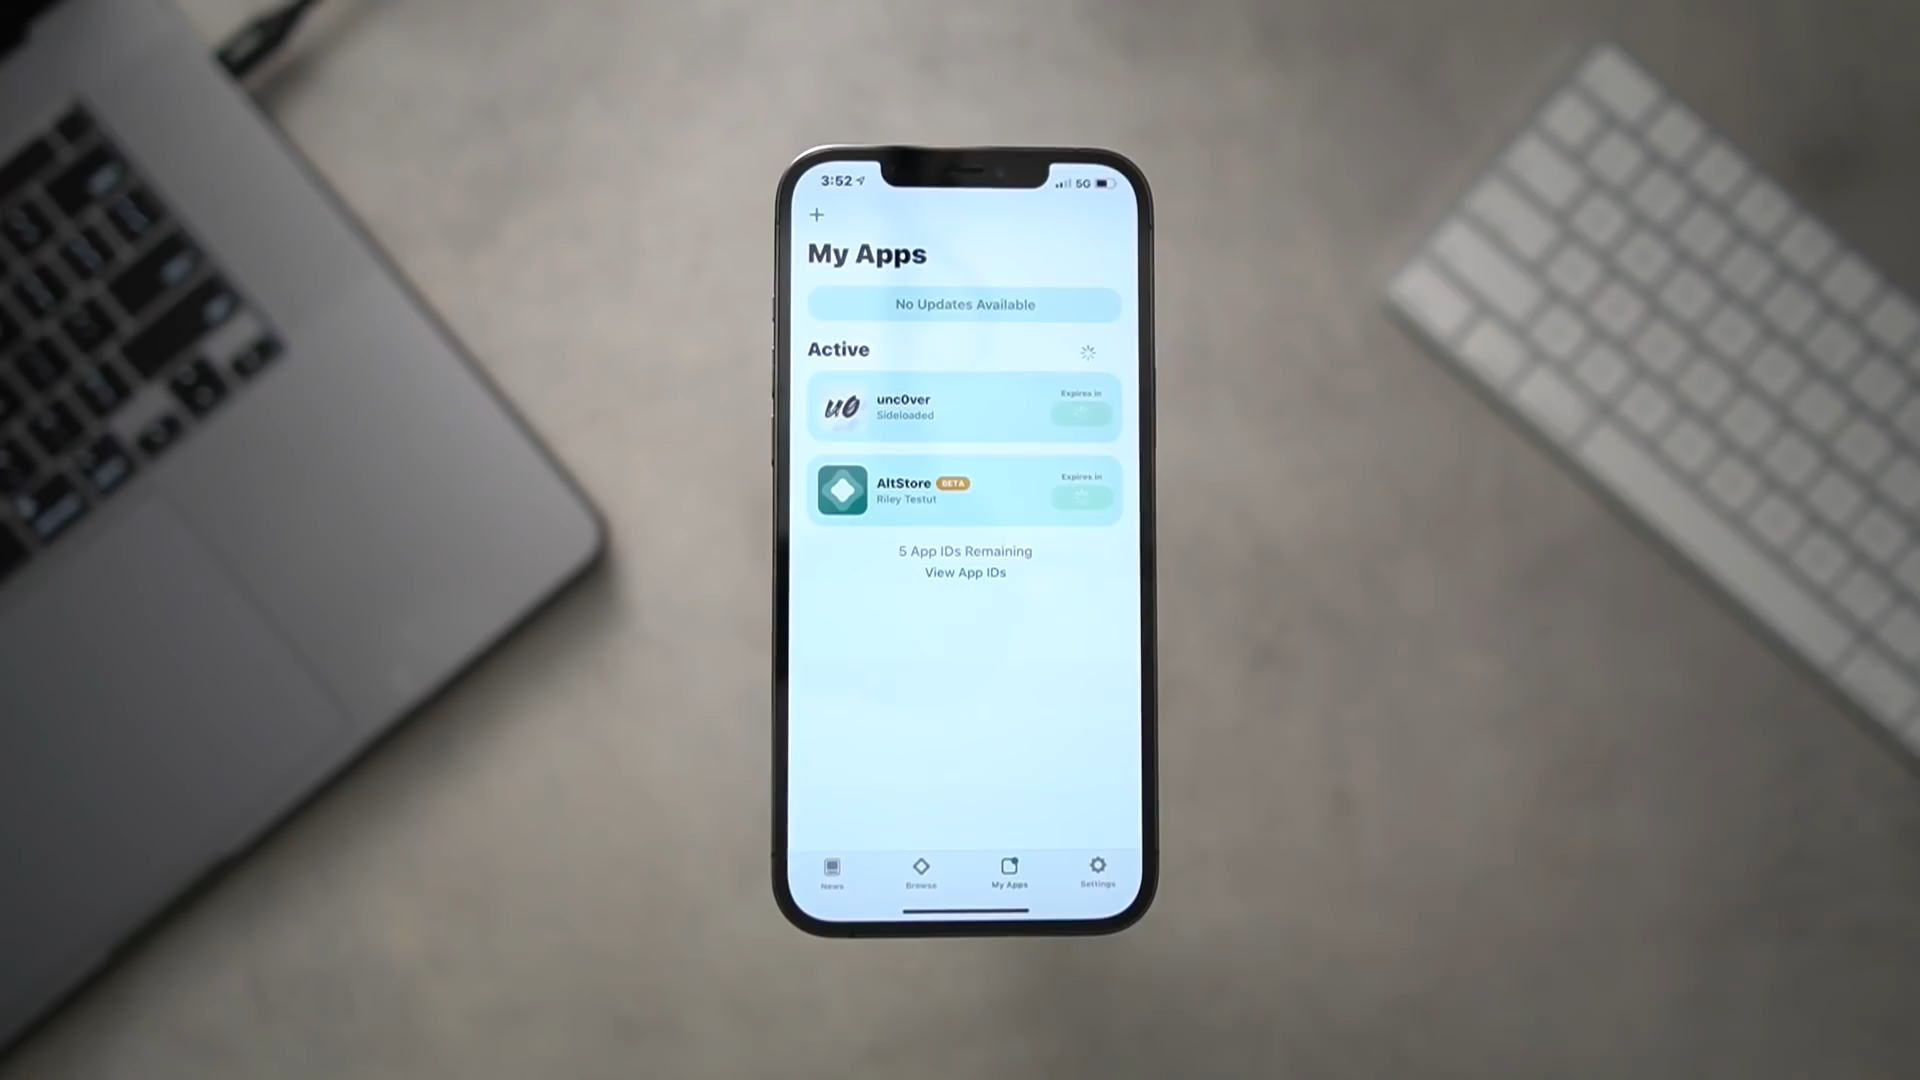 3:52
5G
My Apps
No Updates Available
Active
u0
unc0ver
Sideloaded
Expires in
AltStore BETA
Riley Testut
Expires in
5 App IDs Remaining
View App IDs
News
Browse
My Apps
Settings